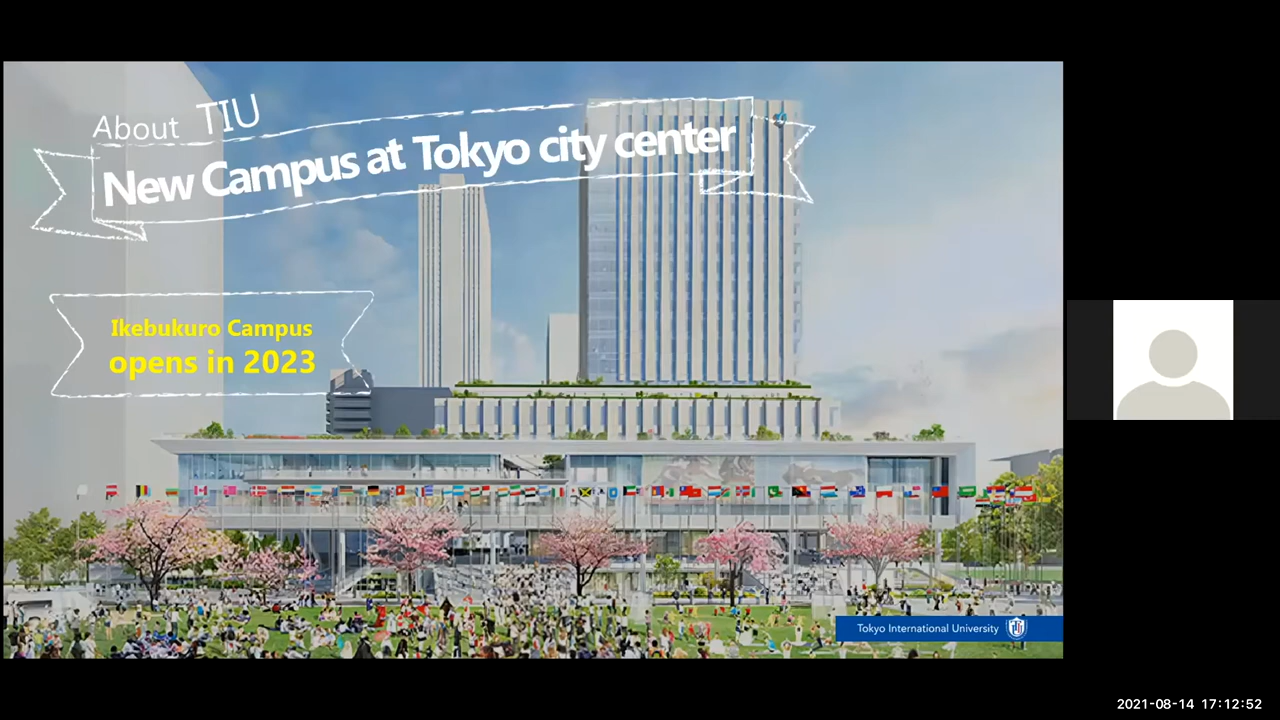 About TIU
New Campus at Tokyo city center
Ikebukuro Campus
opens in 2023
Tokyo International University
2021-08-14 17:12:52